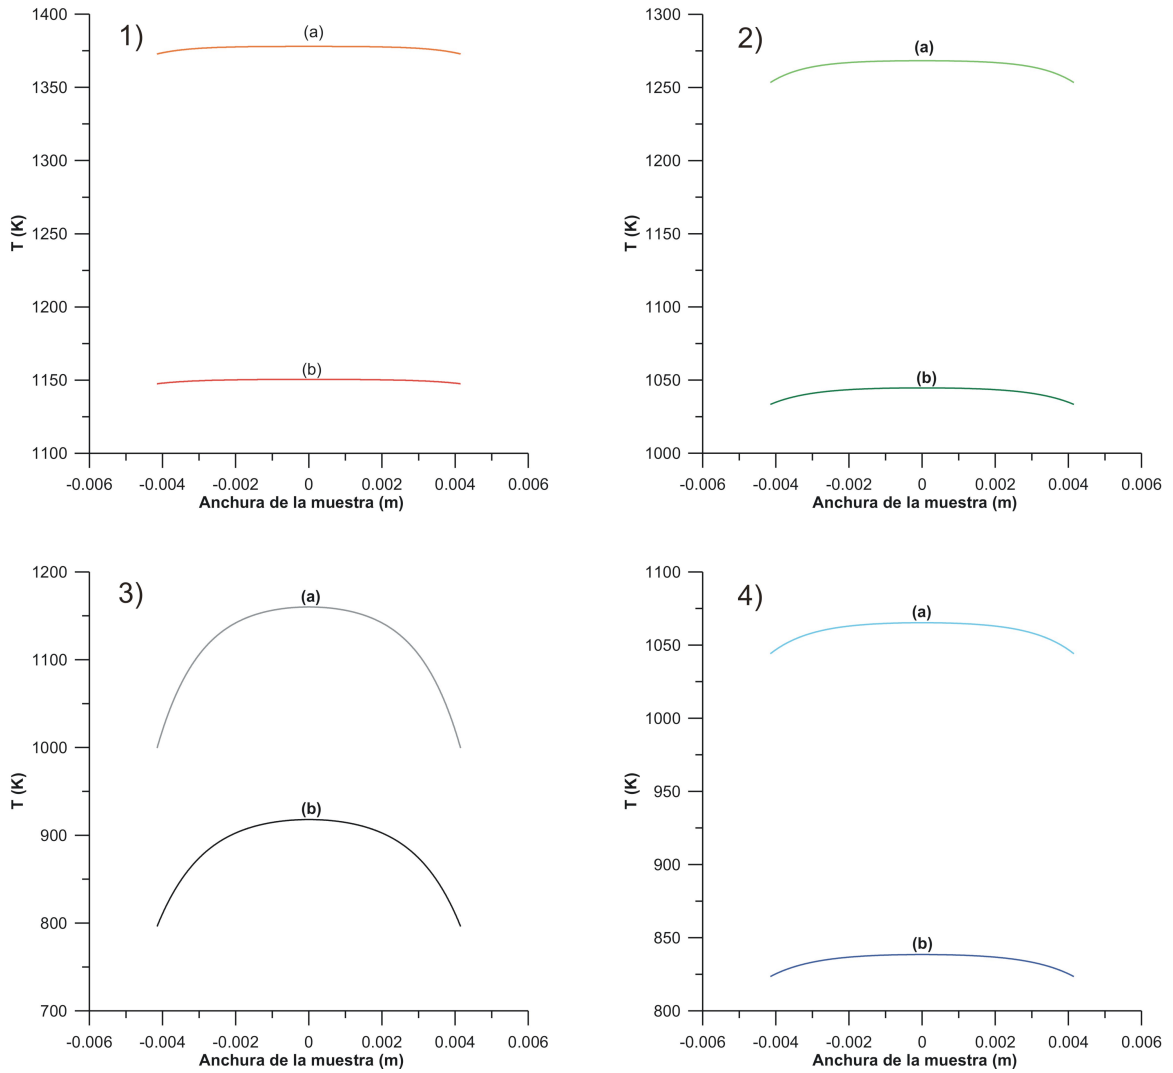 1)
(a)
(b)
1400
1350
1300
1250
1200
1150
1100
T (K)
-0.006 -0.004 -0.002 0 0.002 0.004 0.006
Anchura de la muestra (m)
2)
(a)
(b)
1300
1250
1200
1150
1100
1050
1000
T (K)
-0.006 -0.004 -0.002 0 0.002 0.004 0.006
Anchura de la muestra (m)
3)
(a)
(b)
1200
1100
1000
900
800
700
T (K)
-0.006 -0.004 -0.002 0 0.002 0.004 0.006
Anchura de la muestra (m)
4)
(a)
(b)
1100
1050
1000
950
900
850
800
T (K)
-0.006 -0.004 -0.002 0 0.002 0.004 0.006
Anchura de la muestra (m)